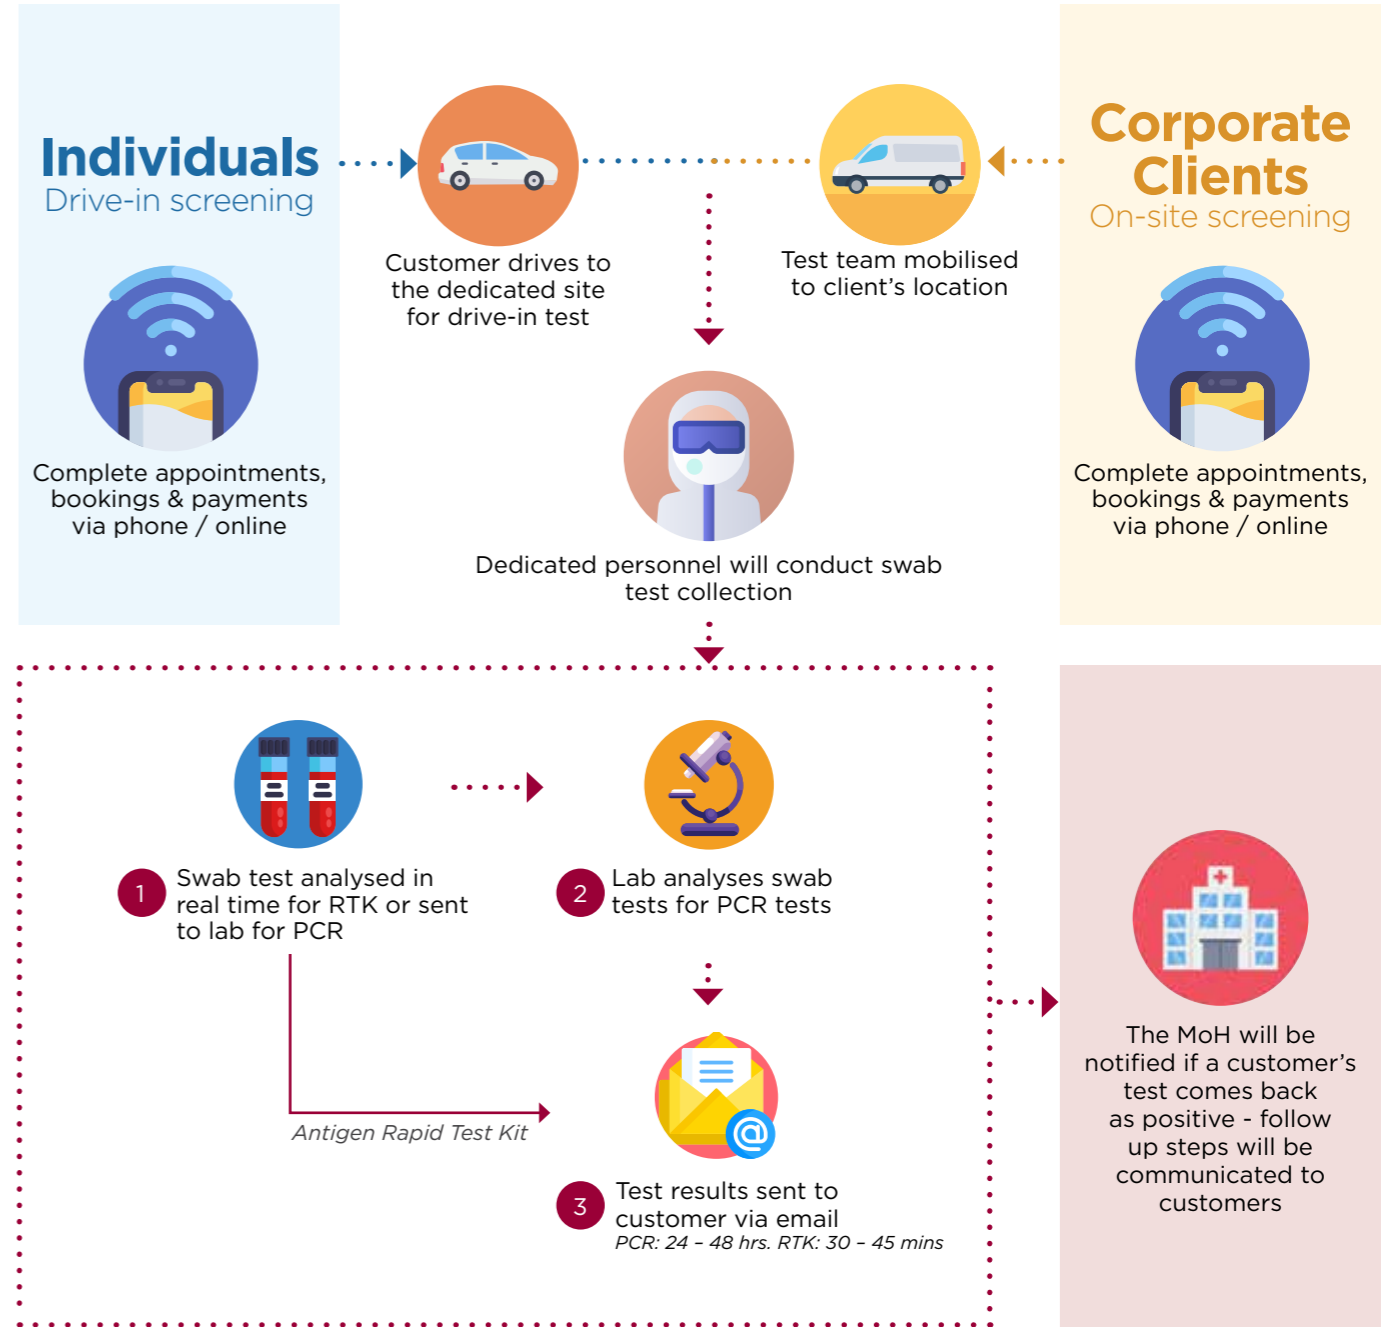 Individuals
Drive-in screening
Complete appointments,
bookings & payments
via phone / online
Customer drives to
the dedicated site
for drive-in test
Test team mobilised
to client's location
Corporate
Clients
On-site screening
Complete appointments,
bookings & payments
via phone / online
Dedicated personnel will conduct swab
test collection
1
Swab test analysed in
real time for RTK or sent
to lab for PCR
2
Lab analyses swab
tests for PCR tests
Antigen Rapid Test Kit
@
3
Test results sent to
customer via email
PCR: 24 – 48 hrs. RTK: 30 – 45 mins
The MoH will be
notified if a customer's
test comes back
as positive - follow
up steps will be
communicated to
customers